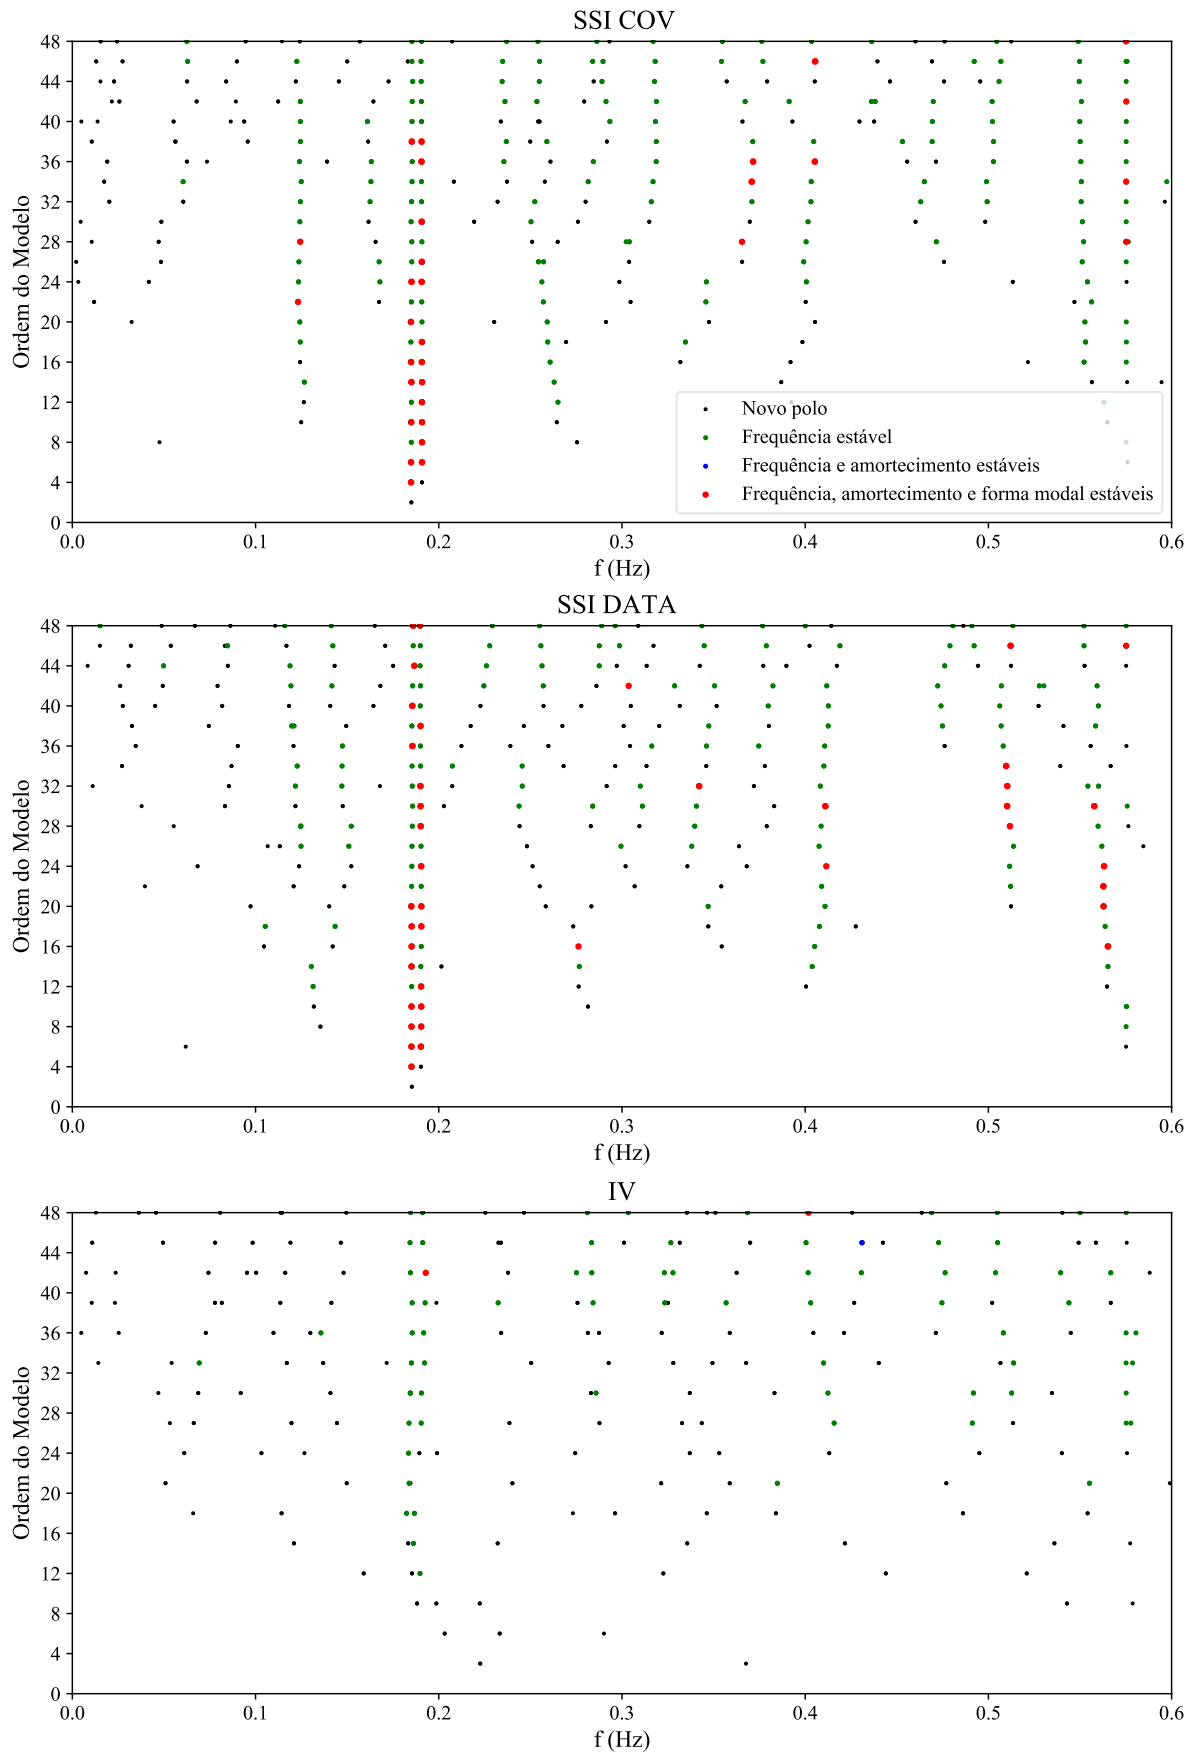 SSI COV
48
44
40
36
32
28
24
20
16
12
8
4
0
Ordem do Modelo
Novo polo
Frequência estável
Frequência e amortecimento estáveis
Frequência, amortecimento e forma modal estáveis
0.0 0.1 0.2 0.3 0.4 0.5 0.6
f (Hz)
SSI DATA
48
44
40
36
32
28
24
20
16
12
8
4
0
Ordem do Modelo
0.0 0.1 0.2 0.3 0.4 0.5 0.6
f (Hz)
IV
48
44
40
36
32
28
24
20
16
12
8
4
0
Ordem do Modelo
0.0 0.1 0.2 0.3 0.4 0.5 0.6
f (Hz)